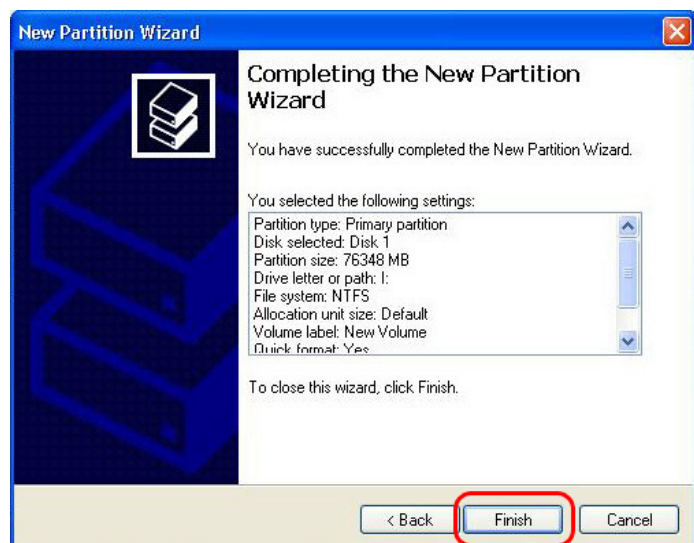 New Partition Wizard
Completing the New Partition
Wizard
You have successfully completed the New Partition Wizard.
You selected the following settings:
Partition type: Primary partition
Disk selected: Disk 1
Partition size: 76348 MB
Drive letter or path: I:
File system: NTFS
Allocation unit size: Default
Volume label: New Volume
Quick format: Yes
To close this wizard, click Finish.
< Back Finish Cancel